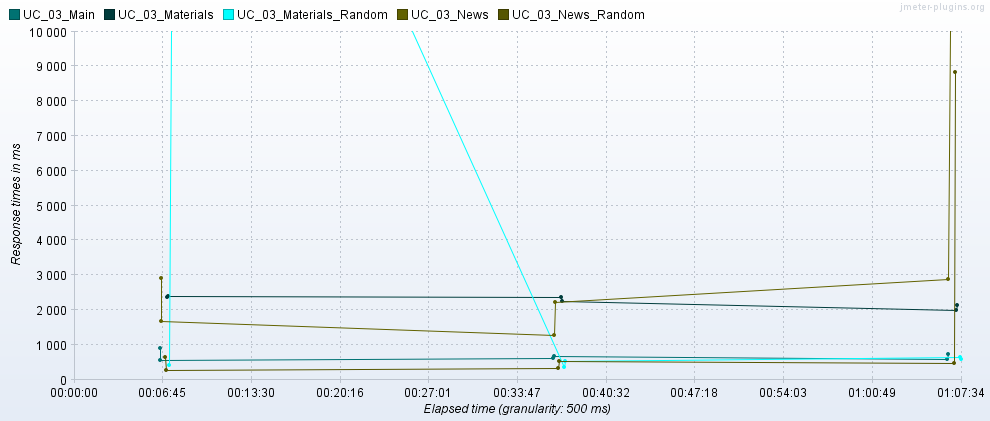 UC_03_Main UC_03_Materials UC_03_Materials_Random UC_03_News UC_03_News_Random
jmeter-plugins.org
10 000
9 000
8 000
7 000
6 000
5 000
4 000
3 000
2 000
1 000
0
Response times in ms
00:00:00 00:06:45 00:13:30 00:20:16 00:27:01 00:33:47 00:40:32 00:47:18 00:54:03 01:00:49 01:07:34
Elapsed time (granularity: 500 ms)